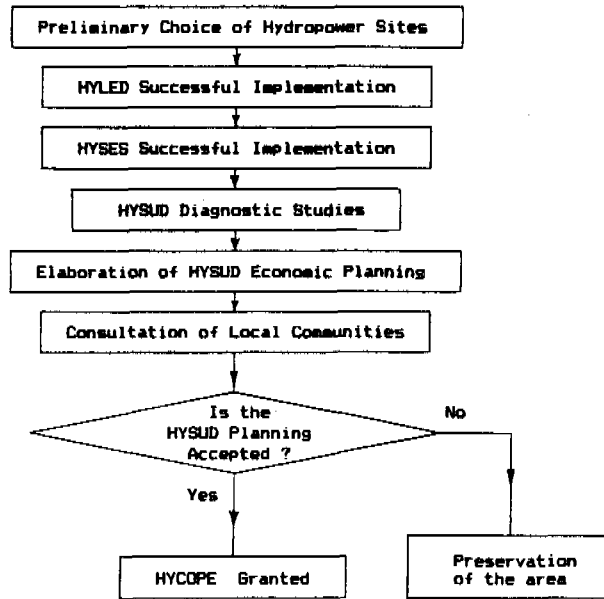 Preliminary Choice of Hydropower Sites
HYLED Successful Implementation
HYSES Successful Implementation
HYSUD Diagnostic Studies
Elaboration of HYSUD Economic Planning
Consultation of Local Communities
Is the
HYSUD Planning
Accepted ?
No
Yes
HYCOPE Granted
Preservation
of the area